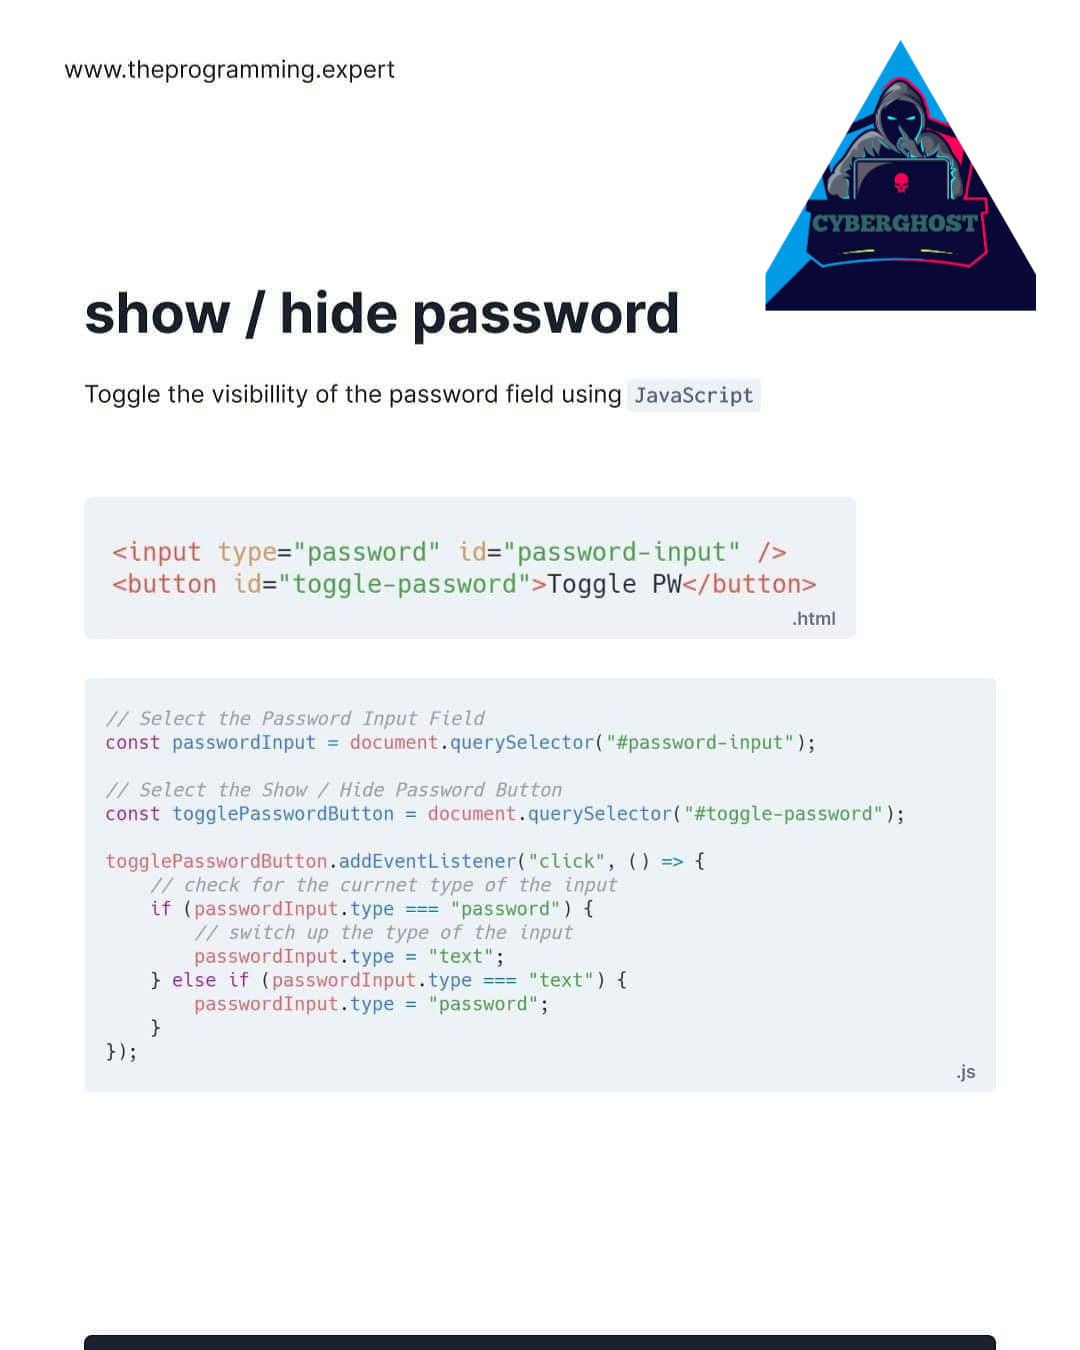 www.theprogramming.expert
CYBERGHOST
show / hide password
Toggle the visibillity of the password field using JavaScript
<input type="password" id="password-input" />
<button id="toggle-password">Toggle PW</button>
.html
// Select the Password Input Field
const passwordInput = document.querySelector("#password-input");
// Select the Show / Hide Password Button
const togglePasswordButton = document.querySelector("#toggle-password");
togglePasswordButton.addEventListener("click", () => {
    // check for the currnet type of the input
    if (passwordInput.type === "password") {
        // switch up the type of the input
        passwordInput.type = "text";
    } else if (passwordInput.type === "text") {
        passwordInput.type = "password";
    }
});
.js